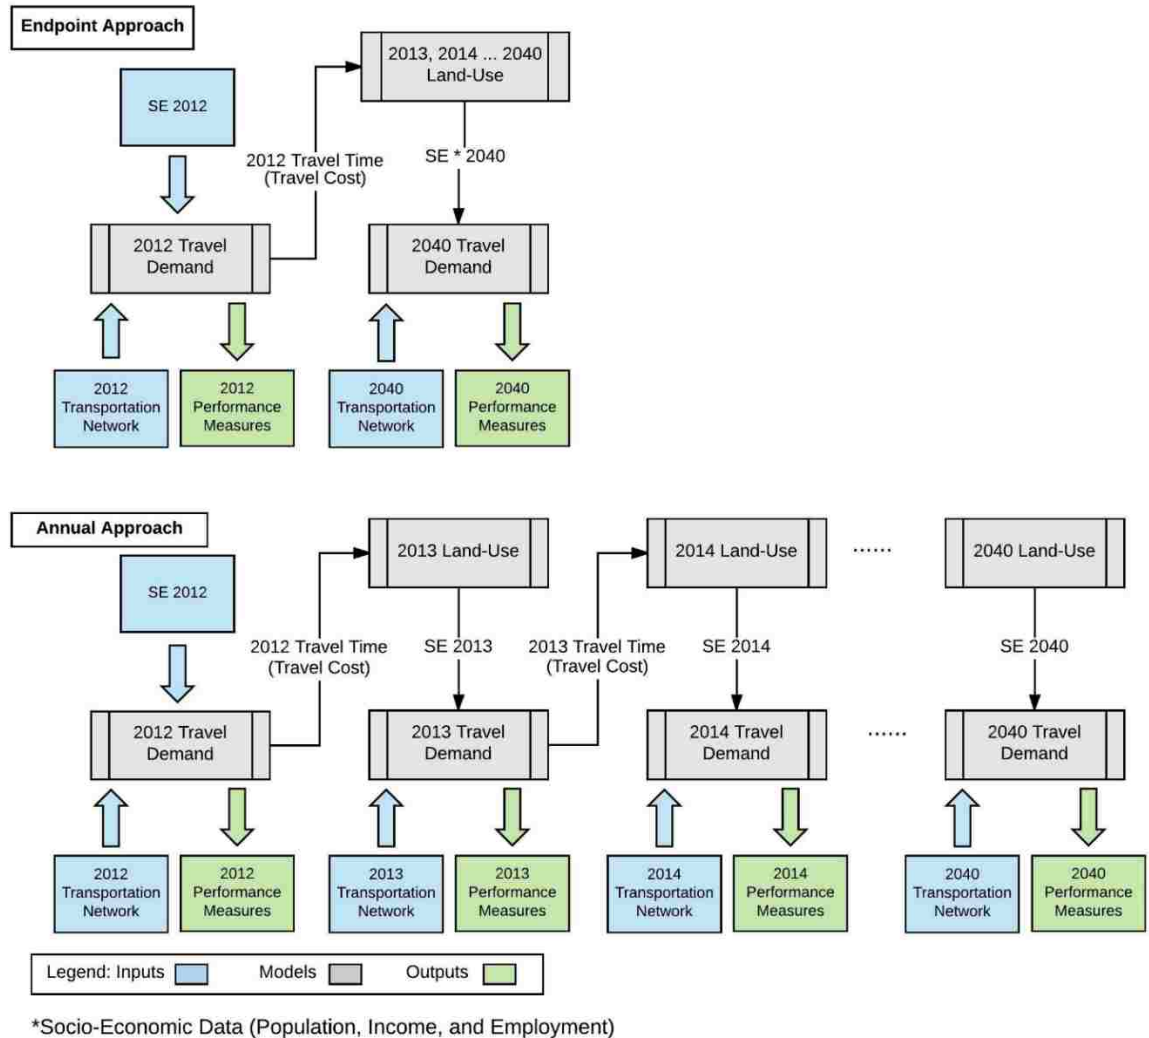 Endpoint Approach
SE 2012
2013, 2014 ... 2040
Land-Use
2012 Travel Time
(Travel Cost)
SE * 2040
2012 Travel
Demand
2040 Travel
Demand
2012
Transportation
Network
2012
Performance
Measures
2040
Transportation
Network
2040
Performance
Measures
Annual Approach
SE 2012
2013 Land-Use
2014 Land-Use
......
2040 Land-Use
2012 Travel Time
(Travel Cost)
SE 2013
2013 Travel Time
(Travel Cost)
SE 2014
SE 2040
2012 Travel
Demand
2013 Travel
Demand
2014 Travel
Demand
......
2040 Travel
Demand
2012
Transportation
Network
2012
Performance
Measures
2013
Transportation
Network
2013
Performance
Measures
2014
Transportation
Network
2014
Performance
Measures
2040
Transportation
Network
2040
Performance
Measures
Legend: Inputs Models Outputs
*Socio-Economic Data (Population, Income, and Employment)